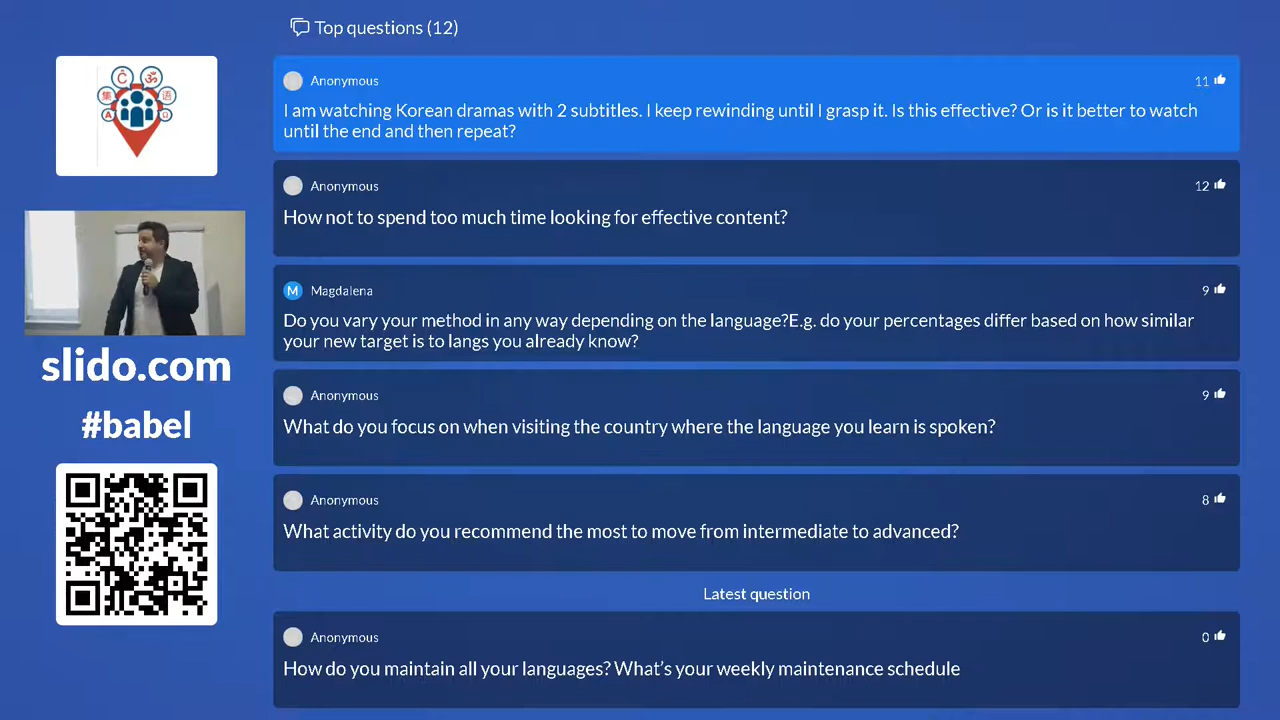 Top questions (12)
Anonymous
11
I am watching Korean dramas with 2 subtitles. I keep rewinding until I grasp it. Is this effective? Or is it better to watch
until the end and then repeat?
Anonymous
12
How not to spend too much time looking for effective content?
M
Magdalena
9
Do you vary your method in any way depending on the language?E.g. do your percentages differ based on how similar
your new target is to langs you already know?
Anonymous
9
What do you focus on when visiting the country where the language you learn is spoken?
Anonymous
8
What activity do you recommend the most to move from intermediate to advanced?
Latest question
Anonymous
0
How do you maintain all your languages? What's your weekly maintenance schedule
Ĉ
ॐ
集
语
A
Ω
slido.com
#babel